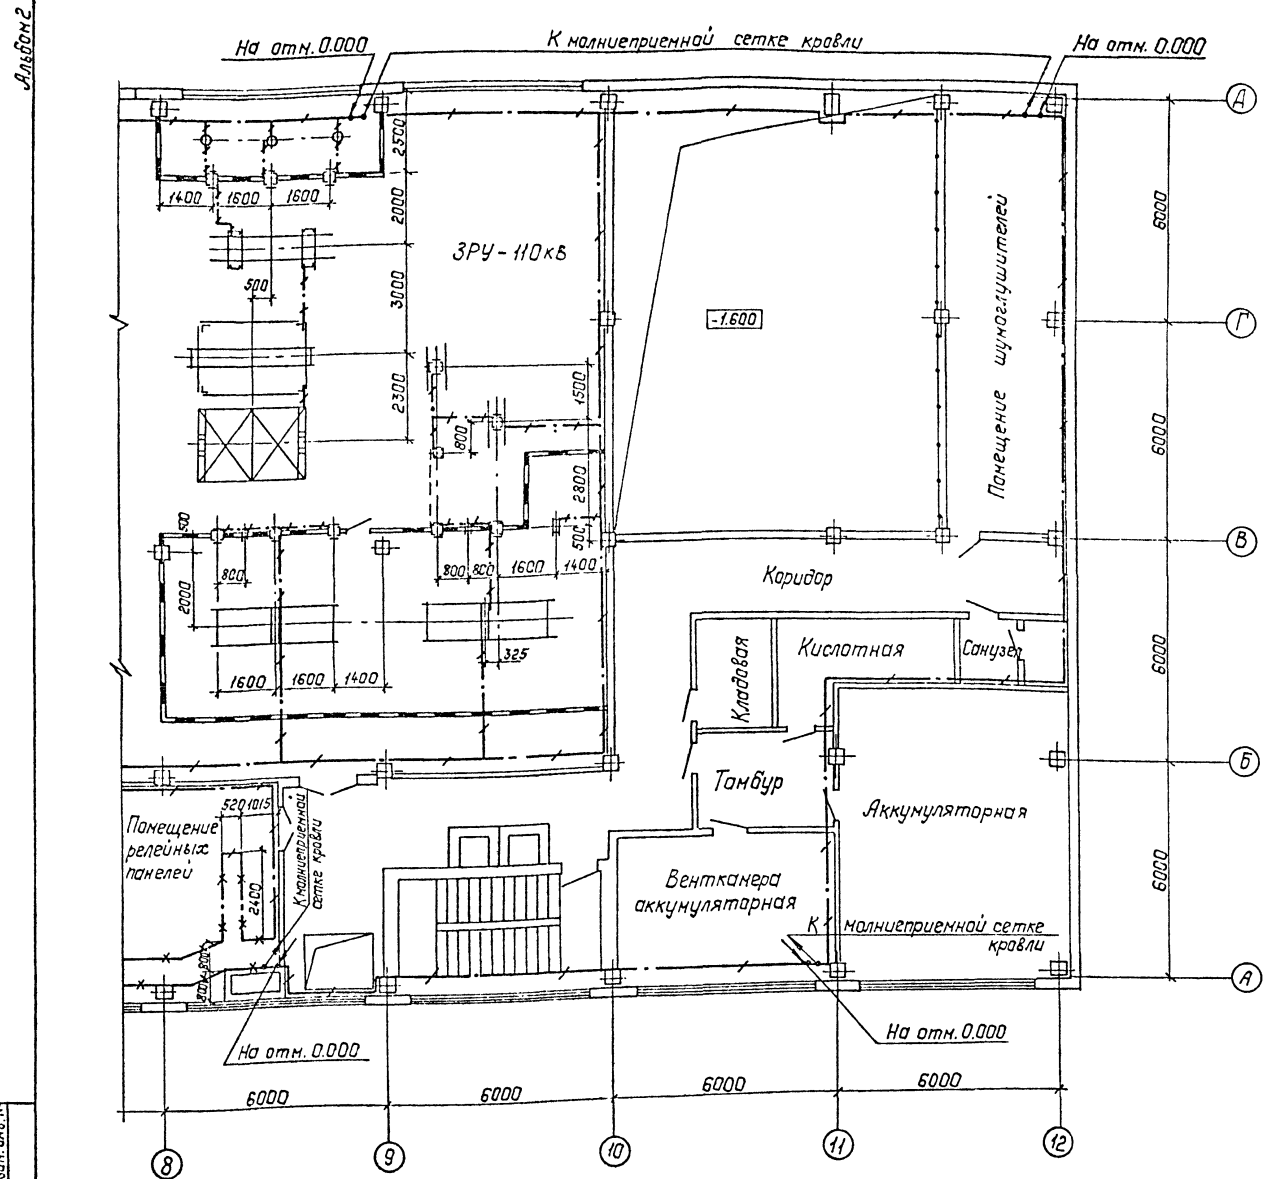 Альбом 2
На отм. 0.000
К молниеприемной сетке кровли
На отм. 0.000
Д
2500
1400
1600
1600
2000
6000
ЗРУ-110кВ
500
3000
-1.600
Помещение шумоглушителей
Г
2300
1500
800
6000
2800
500
500
В
800
800
800
1600
1400
Коридор
2000
325
Кладовая
Кислотная
Санузел
6000
1600
1600
1400
Б
Тамбур
520
1015
Помещение
релейных
панелей
К молниеприемной
сетке кровли
Аккумуляторная
2400
Венткамера
аккумуляторная
6000
К молниеприемной сетке
кровли
800
800
А
На отм. 0.000
На отм. 0.000
6000
6000
6000
6000
8
9
10
11
12